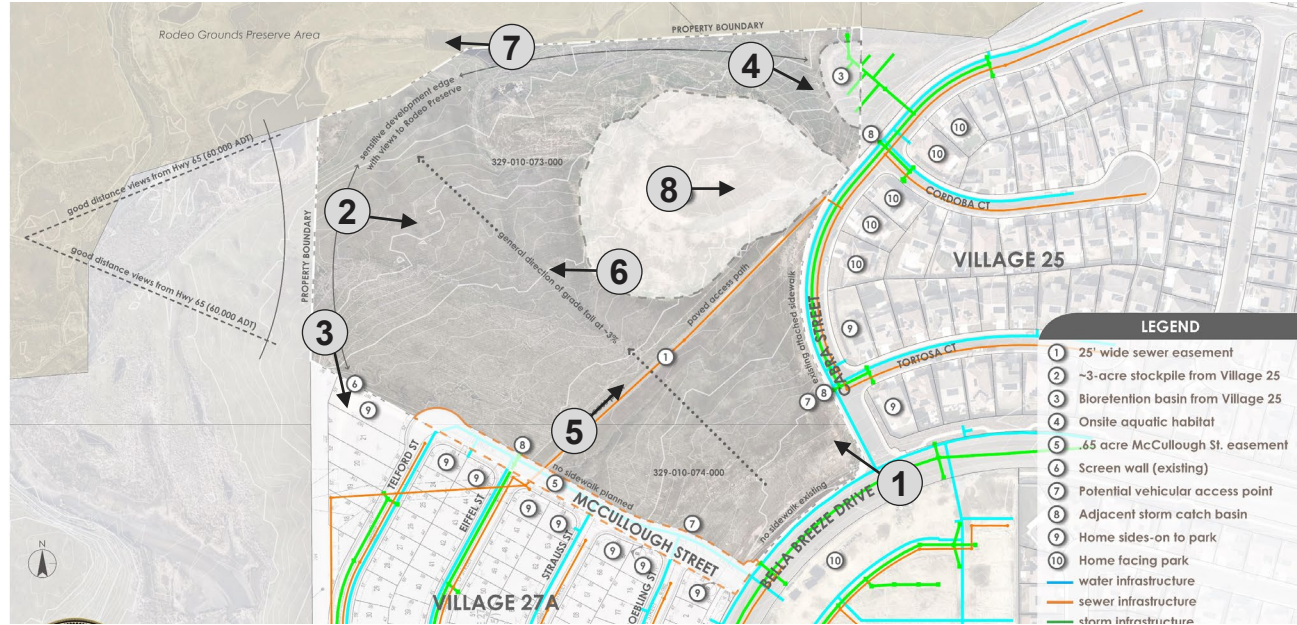 Rodeo Grounds Preserve Area
PROPERTY BOUNDARY
7
4
3
sensitive development edge
with views to Rodeo Preserve
329-010-073-000
8
10
10
good distance views from Hwy 65 (60,000 ADT)
8
2
10
CORDOBA CT
10
PROPERTY BOUNDARY
general direction of grade fall at ~3%
6
good distance views from Hwy 65 (60,000 ADT)
paved access path
existing attached sidewalk
10
VILLAGE 25
CABRA STREET
3
9
TORTOSA CT
1
6
9
8
7
9
5
TELFORD ST
8
9
no sidewalk planned
329-010-074-000
1
9
5
EIFFEL ST
9
MCCULLOUGH STREET
7
no sidewalk existing
BELLA BREEZE DRIVE
9
STRAUSS ST
9
9
OEBLING ST
9
10
N
VILLAGE 27A
LEGEND
1 25' wide sewer easement
2 ~3-acre stockpile from Village 25
3 Bioretention basin from Village 25
4 Onsite aquatic habitat
5 .65 acre McCullough St. easement
6 Screen wall (existing)
7 Potential vehicular access point
8 Adjacent storm catch basin
9 Home sides-on to park
10 Home facing park
water infrastructure
sewer infrastructure
storm infrastructure